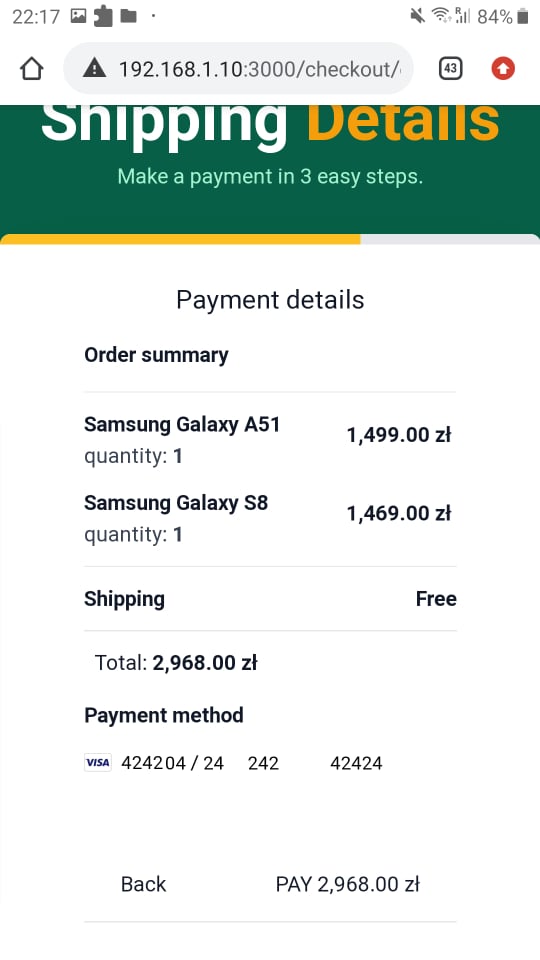 22:17 84%
192.168.1.10:3000/checkout/ 43
Shipping Details
Make a payment in 3 easy steps.
Payment details
Order summary
Samsung Galaxy A51 1,499.00 zł
quantity: 1
Samsung Galaxy S8 1,469.00 zł
quantity: 1
Shipping Free
Total: 2,968.00 zł
Payment method
VISA 4242 04 / 24 242 42424
Back PAY 2,968.00 zł